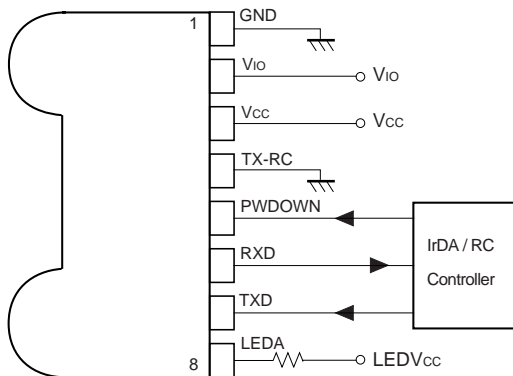 1
GND
VIO
VIO
VCC
VCC
TX-RC
PWDOWN
IrDA / RC
Controller
RXD
TXD
8
LEDA
LEDVCC